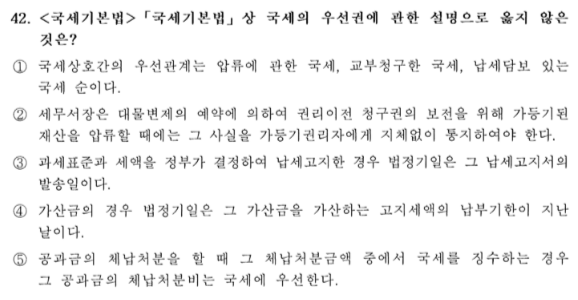 42. <국세기본법>「국세기본법」상 국세의 우선권에 관한 설명으로 옳지 않은
것은?
① 국세상호간의 우선관계는 압류에 관한 국세, 교부청구한 국세, 납세담보 있는
국세 순이다.
② 세무서장은 대물변제의 예약에 의하여 권리이전 청구권의 보전을 위해 가등기된
재산을 압류할 때에는 그 사실을 가등기권리자에게 지체없이 통지하여야 한다.
③ 과세표준과 세액을 정부가 결정하여 납세고지한 경우 법정기일은 그 납세고지서의
발송일이다.
④ 가산금의 경우 법정기일은 그 가산금을 가산하는 고지세액의 납부기한이 지난
날이다.
⑤ 공과금의 체납처분을 할 때 그 체납처분금액 중에서 국세를 징수하는 경우
그 공과금의 체납처분비는 국세에 우선한다.